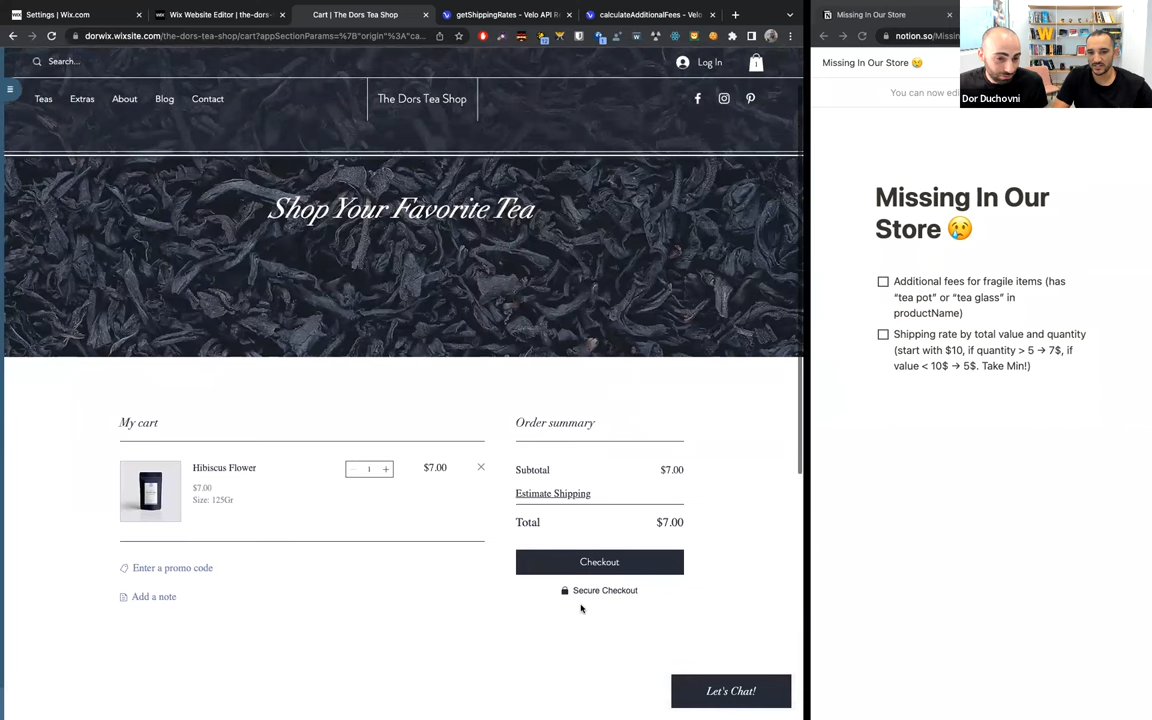 Settings | Wix.com
Wix Website Editor | the-dors-
Cart | The Dors Tea Shop
getShippingRates - Velo API R
calculateAdditionalFees - Velo
Missing In Our Store
dorwix.wixsite.com/the-dors-tea-shop/cart?appSectionParams=%7B"origin"%3A"ca...
notion.so/Missin
Search...
Log In
1
Missing In Our Store 😢
You can now edi
Dor Duchovni
Teas
Extras
About
Blog
Contact
The Dors Tea Shop
Shop Your Favorite Tea
Missing In Our
Store 😢
Additional fees for fragile items (has
“tea pot” or “tea glass” in
productName)
Shipping rate by total value and quantity
(start with $10, if quantity > 5 → 7$, if
value < 10$ → 5$. Take Min!)
My cart
Order summary
Hibiscus Flower
1
$7.00
$7.00
Size: 125Gr
Subtotal
$7.00
Estimate Shipping
Total
$7.00
Checkout
Secure Checkout
Enter a promo code
Add a note
Let's Chat!